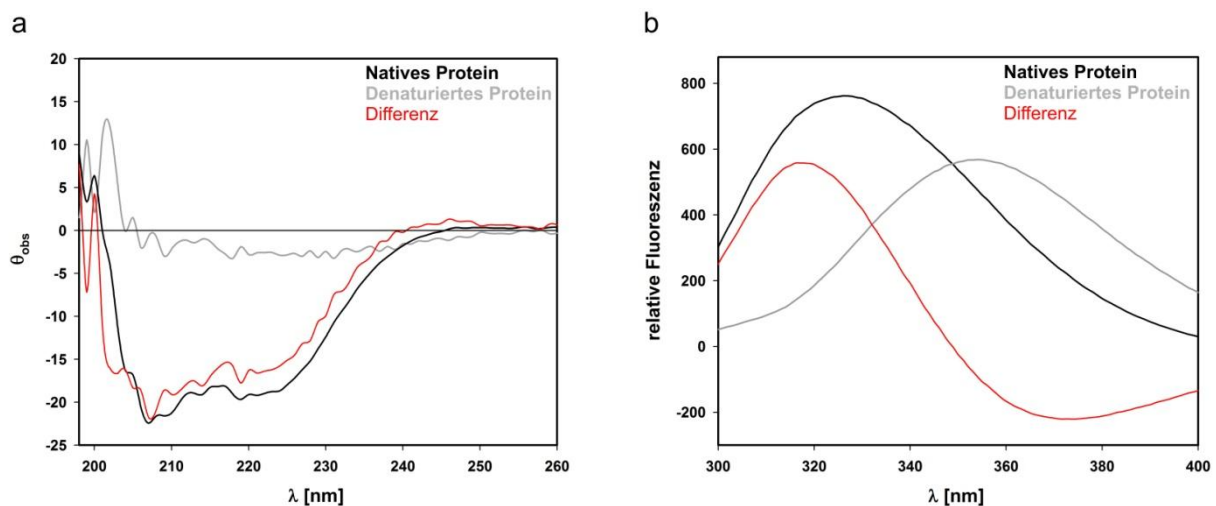 a
20
15
10
5
0
-5
-10
-15
-20
-25
θobs
Natives Protein
Denaturiertes Protein
Differenz
200 210 220 230 240 250 260
λ [nm]
b
800
600
400
200
0
-200
relative Fluoreszenz
Natives Protein
Denaturiertes Protein
Differenz
300 320 340 360 380 400
λ [nm]